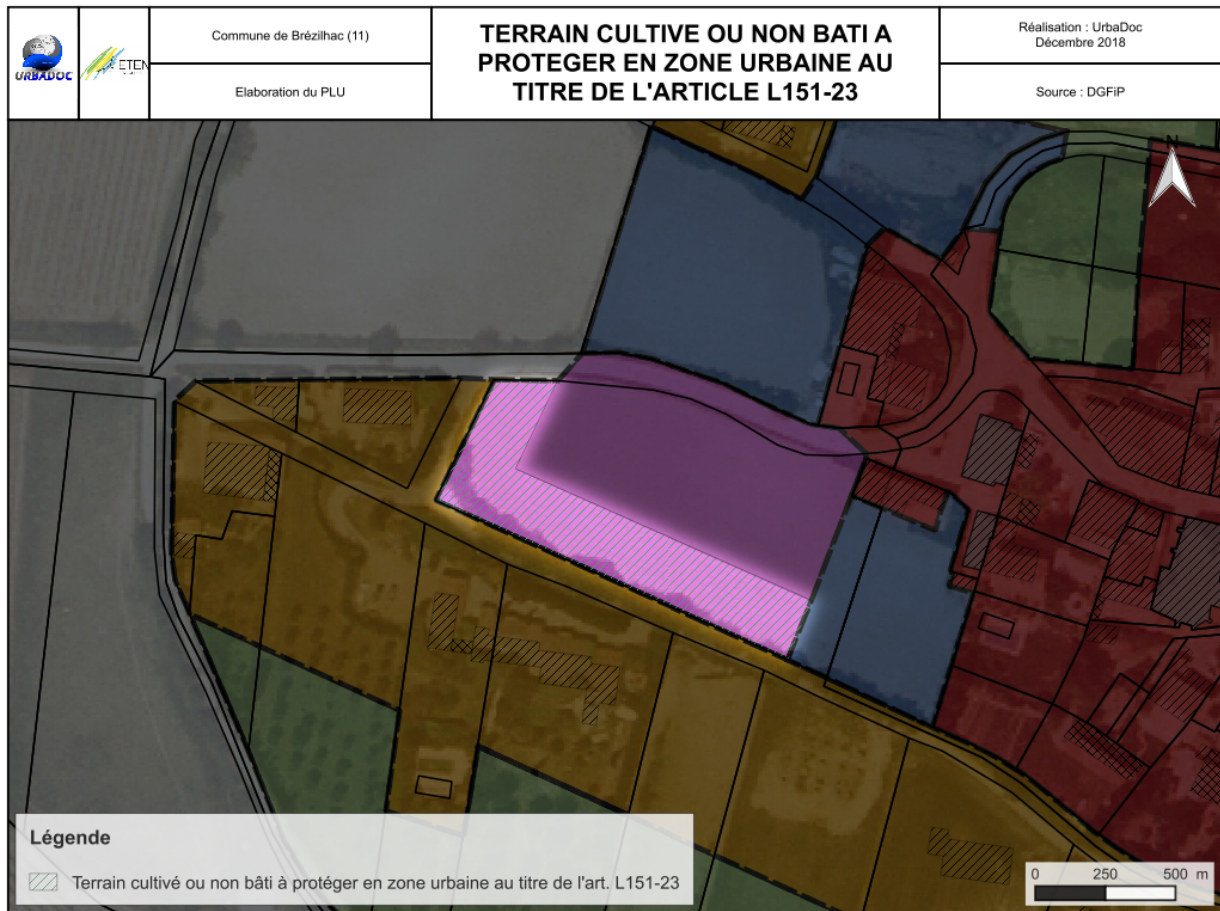 URBADOC
ETEN
Commune de Brézilhac (11)
Elaboration du PLU
TERRAIN CULTIVE OU NON BATI A
PROTEGER EN ZONE URBAINE AU
TITRE DE L'ARTICLE L151-23
Réalisation : UrbaDoc
Décembre 2018
Source : DGFiP
N
Légende
Terrain cultivé ou non bâti à protéger en zone urbaine au titre de l'art. L151-23
0 250 500 m